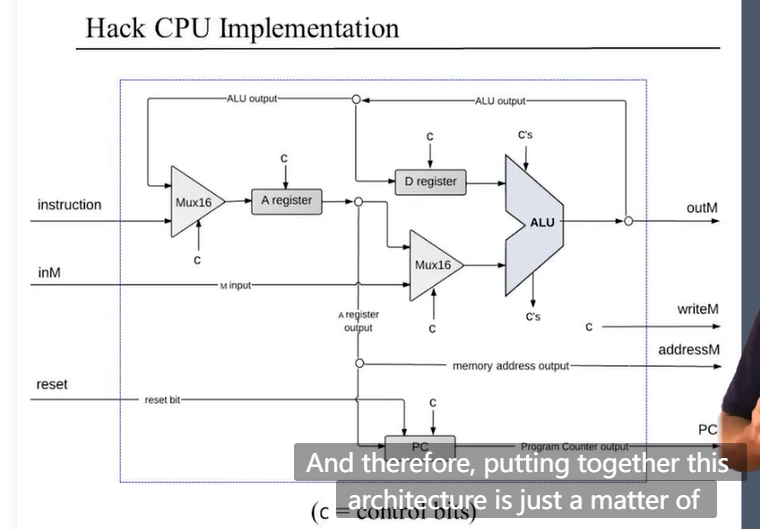 Hack CPU Implementation
ALU output
ALU output
C
C
C's
Mux16
A register
D register
ALU
instruction
outM
C
Mux16
inM
M input
C's
writeM
A register
output
C
C
addressM
memory address output
reset
reset bit
C
PC
PC
Program Counter output
And therefore, putting together this
architecture is just a matter of
(c = control bits)